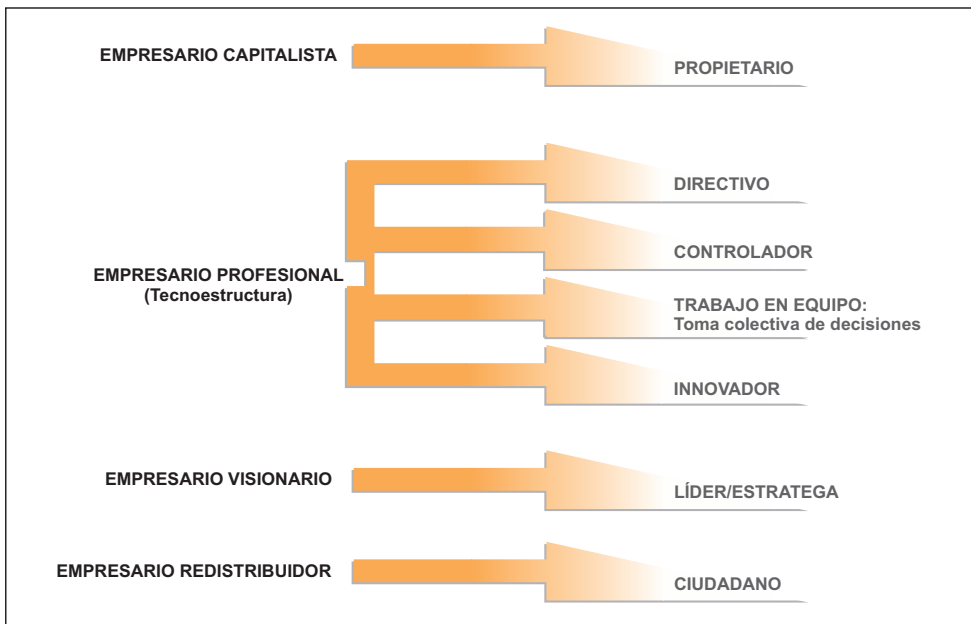 EMPRESARIO CAPITALISTA
PROPIETARIO
DIRECTIVO
CONTROLADOR
EMPRESARIO PROFESIONAL
(Tecnoestructura)
TRABAJO EN EQUIPO:
Toma colectiva de decisiones
INNOVADOR
EMPRESARIO VISIONARIO
LÍDER/ESTRATEGA
EMPRESARIO REDISTRIBUIDOR
CIUDADANO